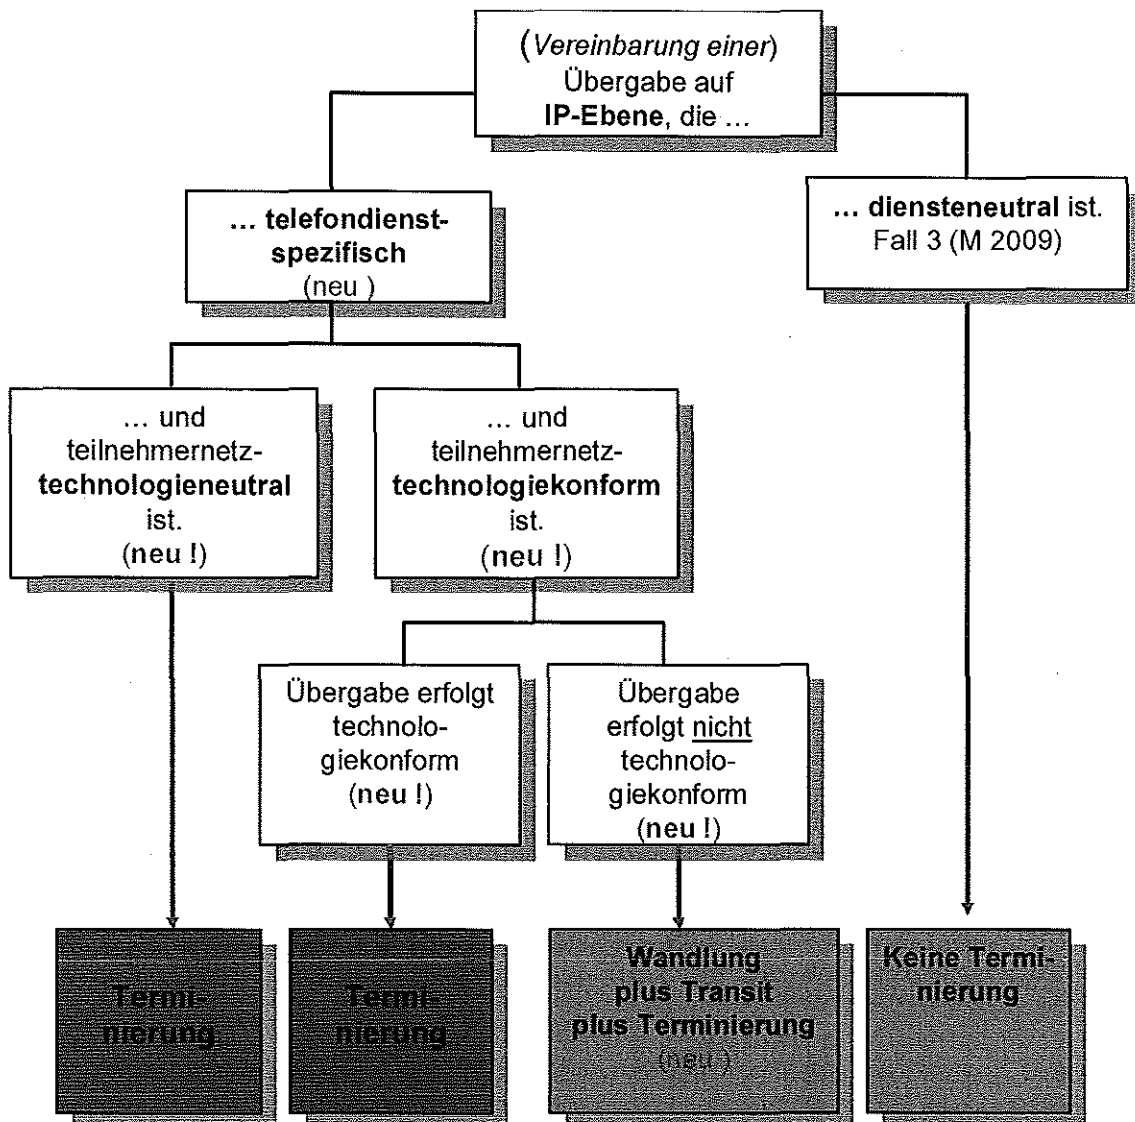 (Vereinbarung einer)
Übergabe auf
IP-Ebene, die ...
... telefondienst-
spezifisch
(neu )
... diensteneutral ist.
Fall 3 (M 2009)
... und
teilnehmernetz-
technologieneutral
ist.
(neu !)
... und
teilnehmernetz-
technologiekonform
ist.
(neu !)
Übergabe erfolgt
technolo-
giekonform
(neu !)
Übergabe
erfolgt nicht
technolo-
giekonform
(neu !)
Termi-
nierung
Termi-
nierung
Wandlung
plus Transit
plus Terminierung
(neu )
Keine Termi-
nierung